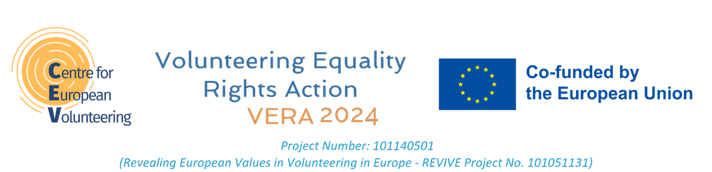 Centre for
European
Volunteering
Volunteering Equality
Rights Action
VERA 2024
Co-funded by
the European Union
Project Number: 101140501
(Revealing European Values in Volunteering in Europe - REVIVE Project No. 101051131)